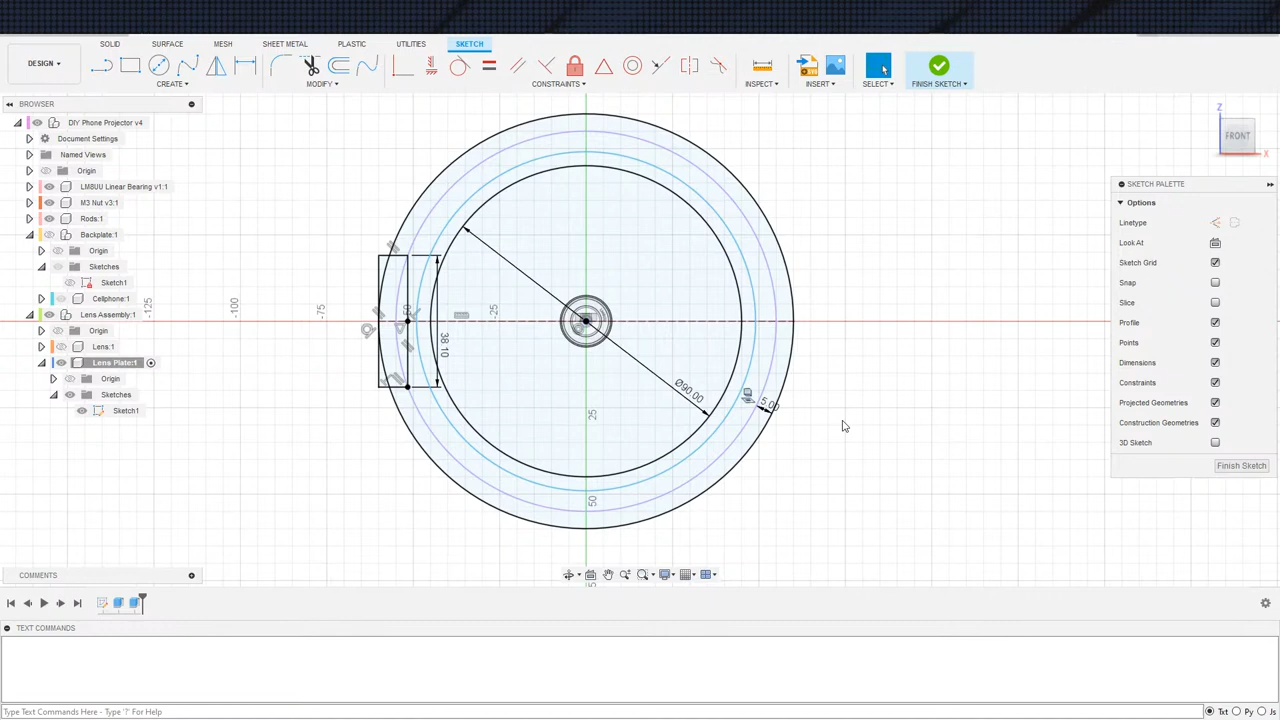 SOLID SURFACE MESH SHEET METAL PLASTIC UTILITIES SKETCH
DESIGN
CREATE MODIFY CONSTRAINTS INSPECT INSERT SELECT FINISH SKETCH
BROWSER
DIY Phone Projector v4
Document Settings
Named Views
Origin
LM8UU Linear Bearing v1:1
M3 Nut v3:1
Rods:1
Backplate:1
Origin
Sketches
Sketch1
Cellphone:1
Lens Assembly:1
Origin
Lens:1
Lens Plate:1
Origin
Sketches
Sketch1
-125
-100
-75
-50
-25
25
50
38.10
Ø90.00
5.00
Z
FRONT
X
SKETCH PALETTE
Options
Linetype
Look At
Sketch Grid
Snap
Slice
Profile
Points
Dimensions
Constraints
Projected Geometries
Construction Geometries
3D Sketch
Finish Sketch
COMMENTS
TEXT COMMANDS
Type Text Commands Here - Type '?' For Help
Txt Py Js